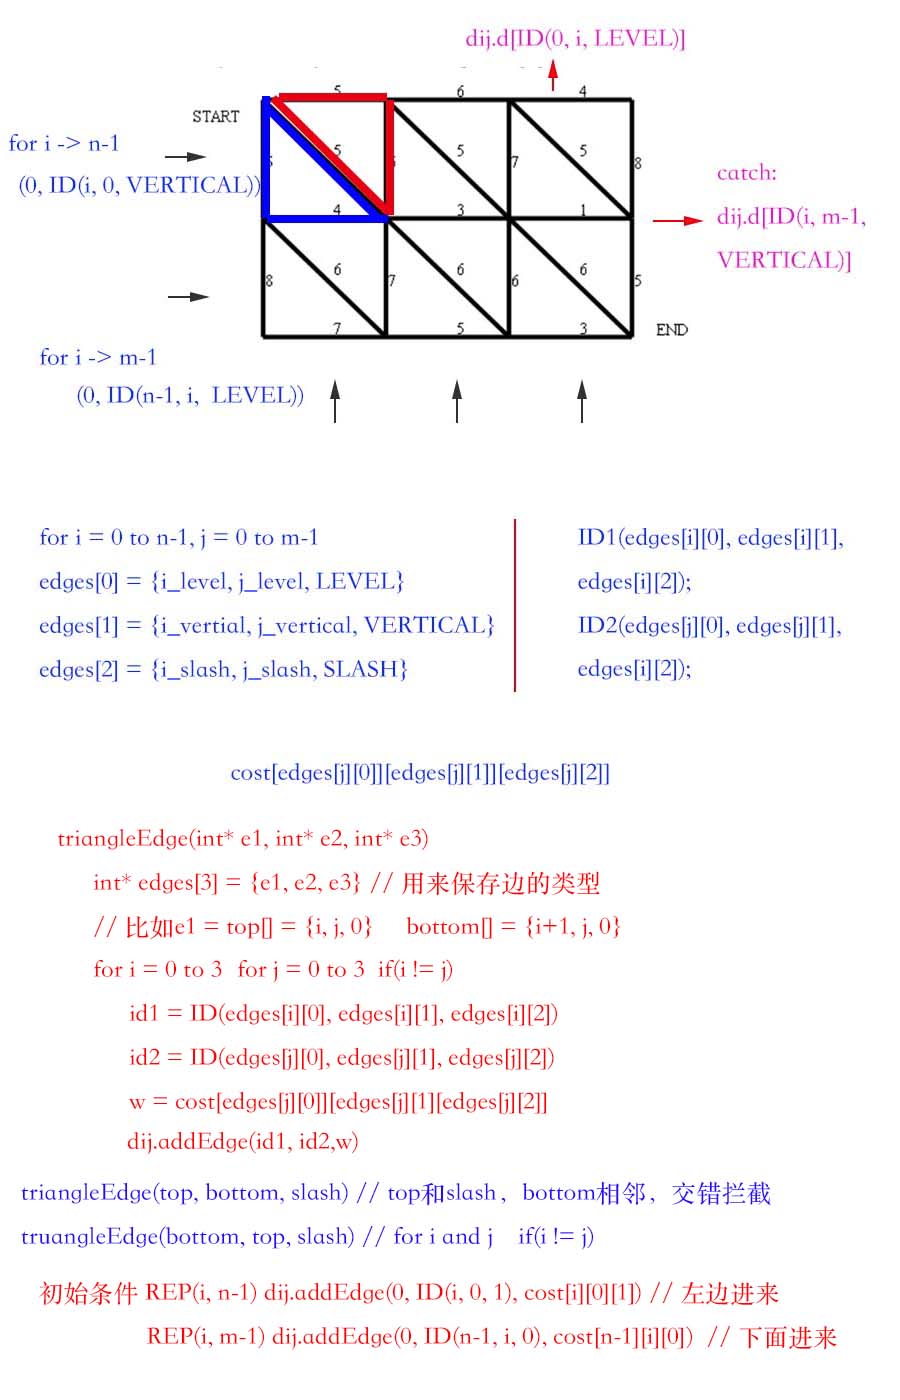 dij.d[ID(0, i, LEVEL)]
5 6 4
START
for i -> n-1
(0, ID(i, 0, VERTICAL))
5 5 7 5 8
catch:
dij.d[ID(i, m-1,
VERTICAL)]
4 3 1
8 6 7 6 6 6 5
7 5 3
END
for i -> m-1
(0, ID(n-1, i, LEVEL))
for i = 0 to n-1, j = 0 to m-1
edges[0] = {i_level, j_level, LEVEL}
edges[1] = {i_vertial, j_vertical, VERTICAL}
edges[2] = {i_slash, j_slash, SLASH}
ID1(edges[i][0], edges[i][1],
edges[i][2]);
ID2(edges[j][0], edges[j][1],
edges[i][2]);
cost[edges[j][0]][edges[j][1]][edges[j][2]]
triangleEdge(int* e1, int* e2, int* e3)
int* edges[3] = {e1, e2, e3} // 用来保存边的类型
// 比如e1 = top[] = {i, j, 0} bottom[] = {i+1, j, 0}
for i = 0 to 3 for j = 0 to 3 if(i != j)
id1 = ID(edges[i][0], edges[i][1], edges[i][2])
id2 = ID(edges[j][0], edges[j][1], edges[j][2])
w = cost[edges[j][0]][edges[j][1][edges[j][2]]
dij.addEdge(id1, id2,w)
triangleEdge(top, bottom, slash) // top和slash，bottom相邻，交错拦截
truangleEdge(bottom, top, slash) // for i and j if(i != j)
初始条件 REP(i, n-1) dij.addEdge(0, ID(i, 0, 1), cost[i][0][1]) // 左边进来
REP(i, m-1) dij.addEdge(0, ID(n-1, i, 0), cost[n-1][i][0]) // 下面进来